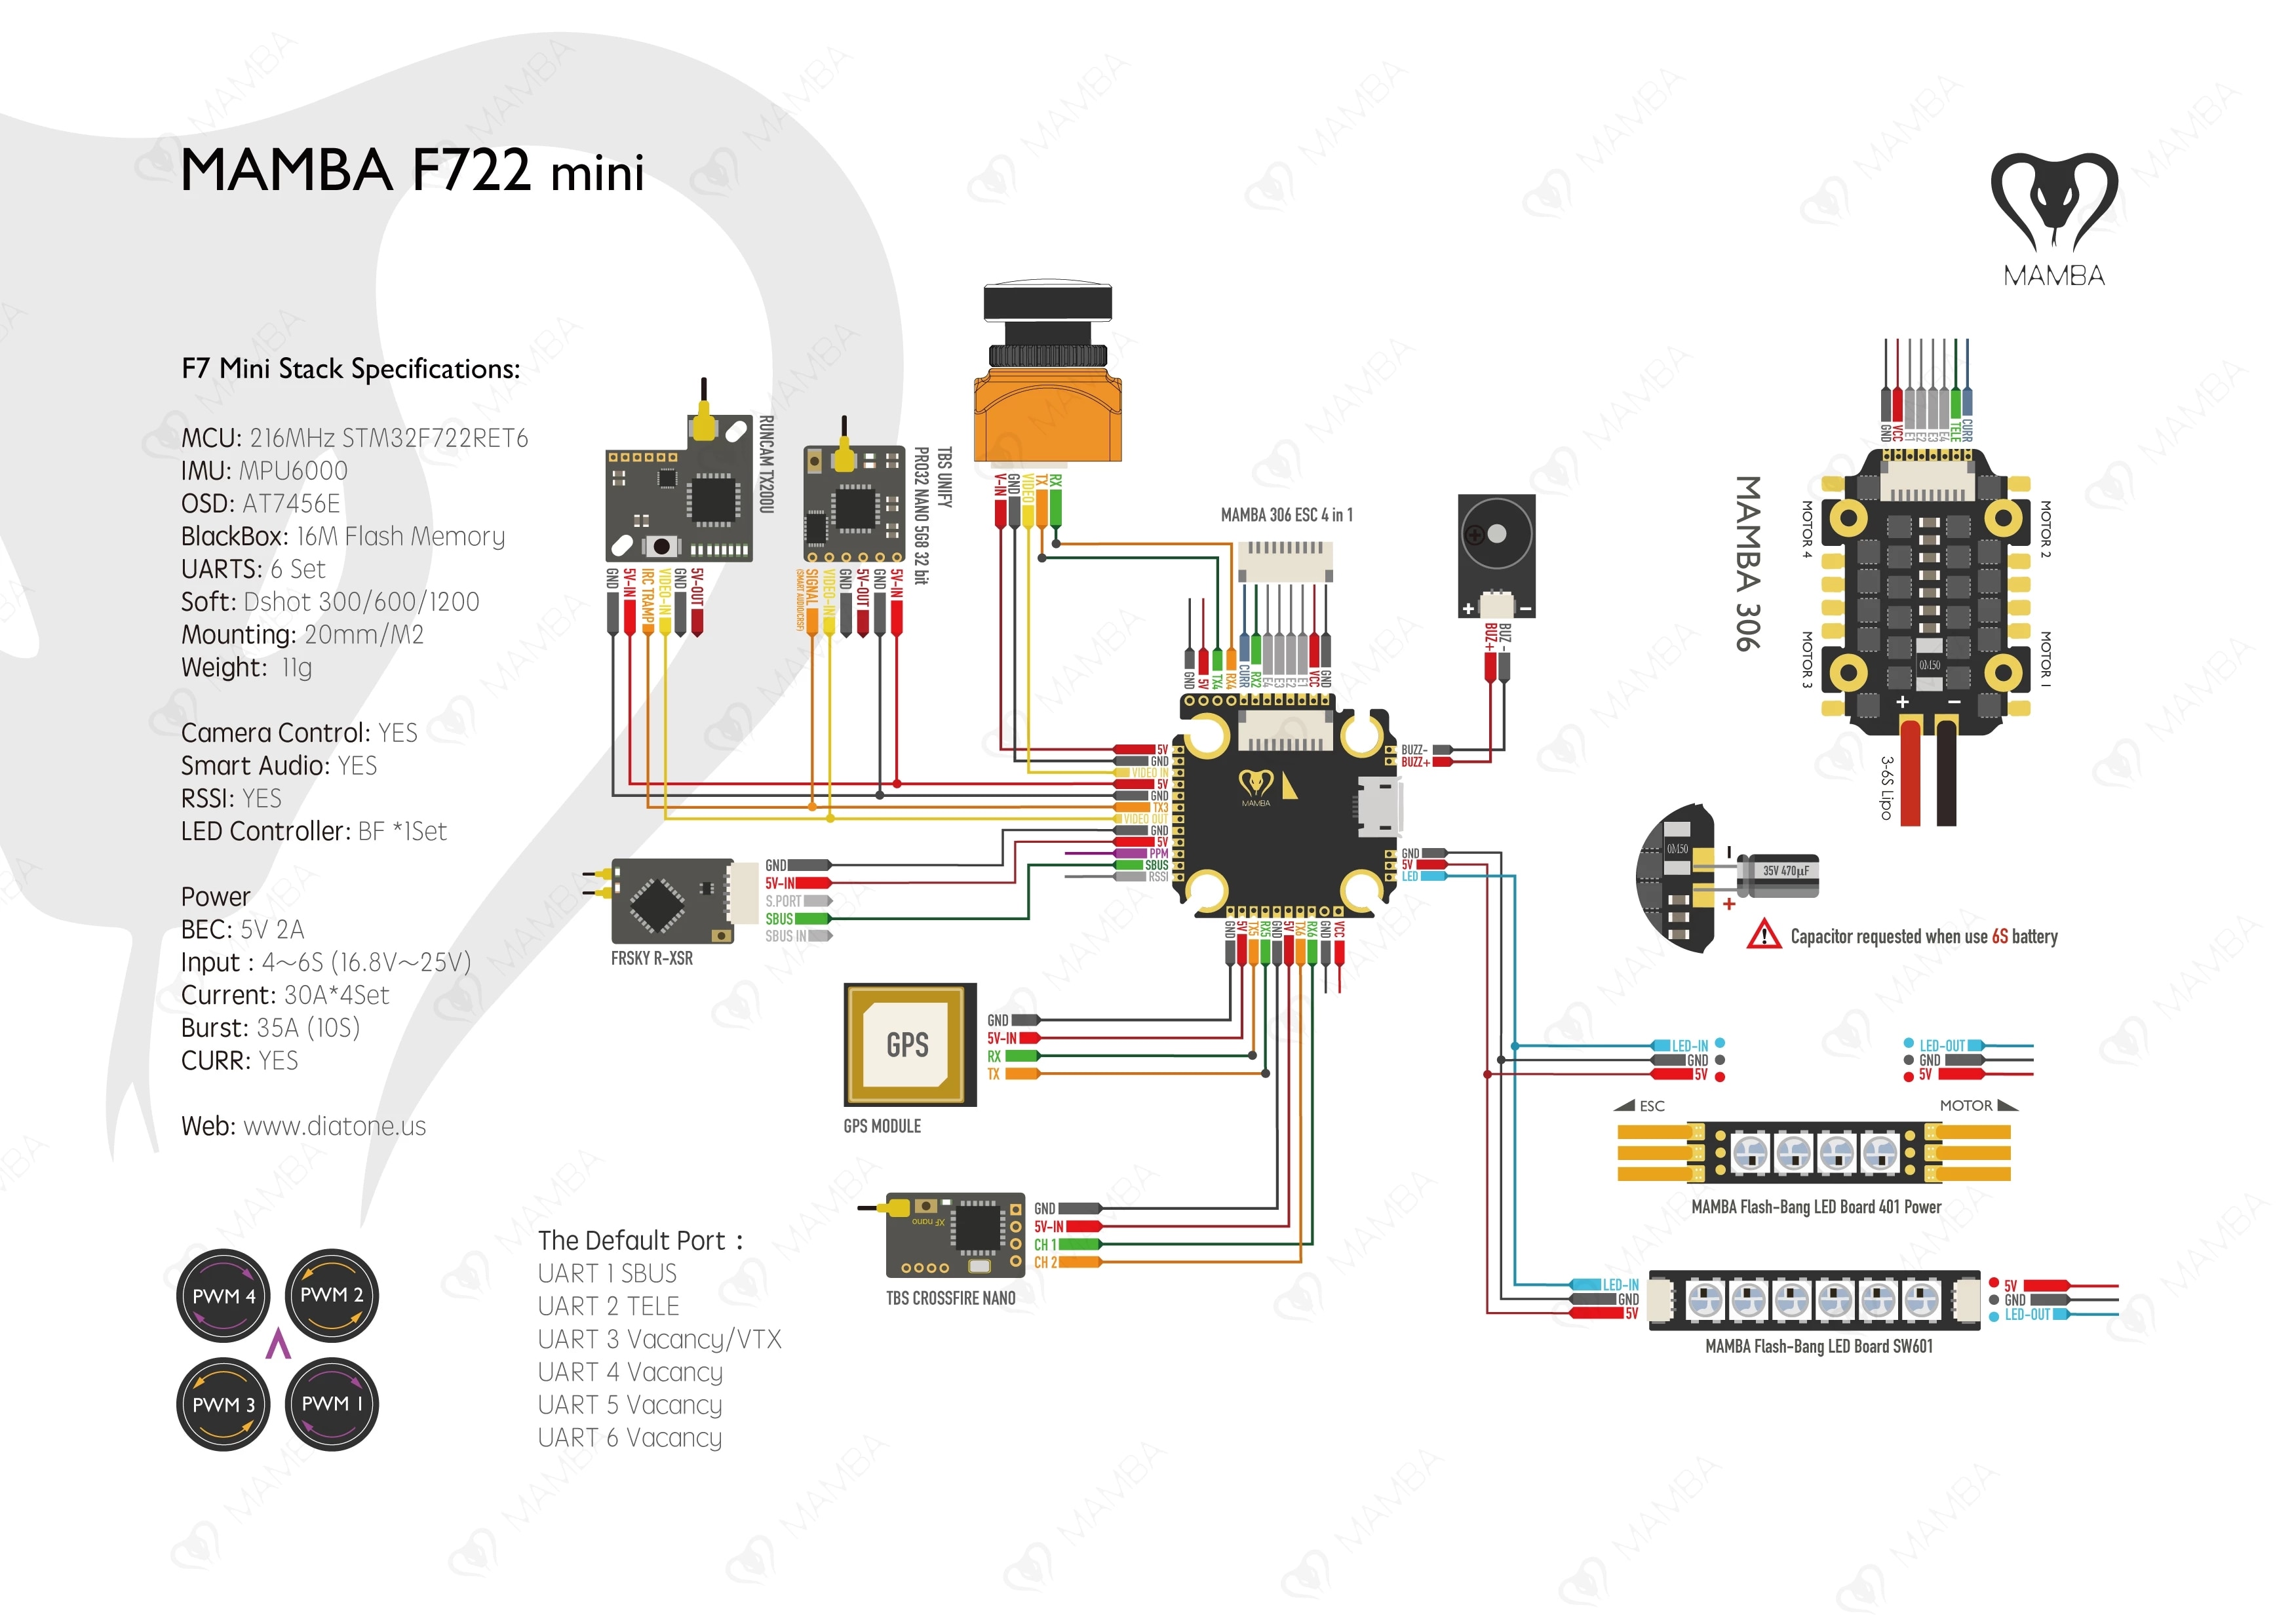 MAMBA F722 mini
MAMBA
F7 Mini Stack Specifications:
MCU: 216MHz STM32F722RET6
IMU: MPU6000
OSD: AT7456E
BlackBox: 16M Flash Memory
UARTS: 6 Set
Soft: Dshot 300/600/1200
Mounting: 20mm/M2
Weight: 11g
Camera Control: YES
Smart Audio: YES
RSSI: YES
LED Controller: BF *1Set
Power
BEC: 5V 2A
Input : 4~6S (16.8V~25V)
Current: 30A*4Set
Burst: 35A (10S)
CURR: YES
Web: www.diatone.us
PWM 4
PWM 2
PWM 3
PWM 1
The Default Port :
UART 1 SBUS
UART 2 TELE
UART 3 Vacancy/VTX
UART 4 Vacancy
UART 5 Vacancy
UART 6 Vacancy
RUNCAM TX200U
GND
5V-IN
IRC TRAMP
VIDEO-IN
GND
5V-OUT
TBS UNIFY
PRO32 NANO 5G8 32 bit
SIGNAL
(SMART AUDIO/CRSF)
VIDEO-IN
GND
5V-OUT
GND
5V-IN
V-IN
GND
VIDEO
TX
RX
MAMBA 306 ESC 4 in 1
GND
5V
TX4
RX4
CURR
RX2
E4
E3
E2
E1
VCC
GND
+ -
BUZ+
BUZ -
5V
GND
VIDEO IN
5V
GND
TX3
VIDEO OUT
GND
5V
PPM
SBUS
RSSI
MAMBA
BUZZ-
BUZZ+
GND
5V
LED
GND
5V
TX5
RX5
GND
5V
TX6
RX6
GND
VCC
GND
5V-IN
S.PORT
SBUS
SBUS IN
FRSKY R-XSR
GPS
GND
5V-IN
RX
TX
GPS MODULE
XF nano
GND
5V-IN
CH 1
CH 2
TBS CROSSFIRE NANO
MAMBA 306
GND
VCC
E1
E2
E3
E4
TELE
CURR
MOTOR 4
MOTOR 2
MOTOR 3
MOTOR 1
0M50
+ -
3-6S Lipo
0M50
-
+
35V 470μF
!
Capacitor requested when use 6S battery
LED-IN
GND
5V
LED-OUT
GND
5V
ESC
MOTOR
MAMBA Flash-Bang LED Board 401 Power
LED-IN
GND
5V
5V
GND
LED-OUT
MAMBA Flash-Bang LED Board SW601